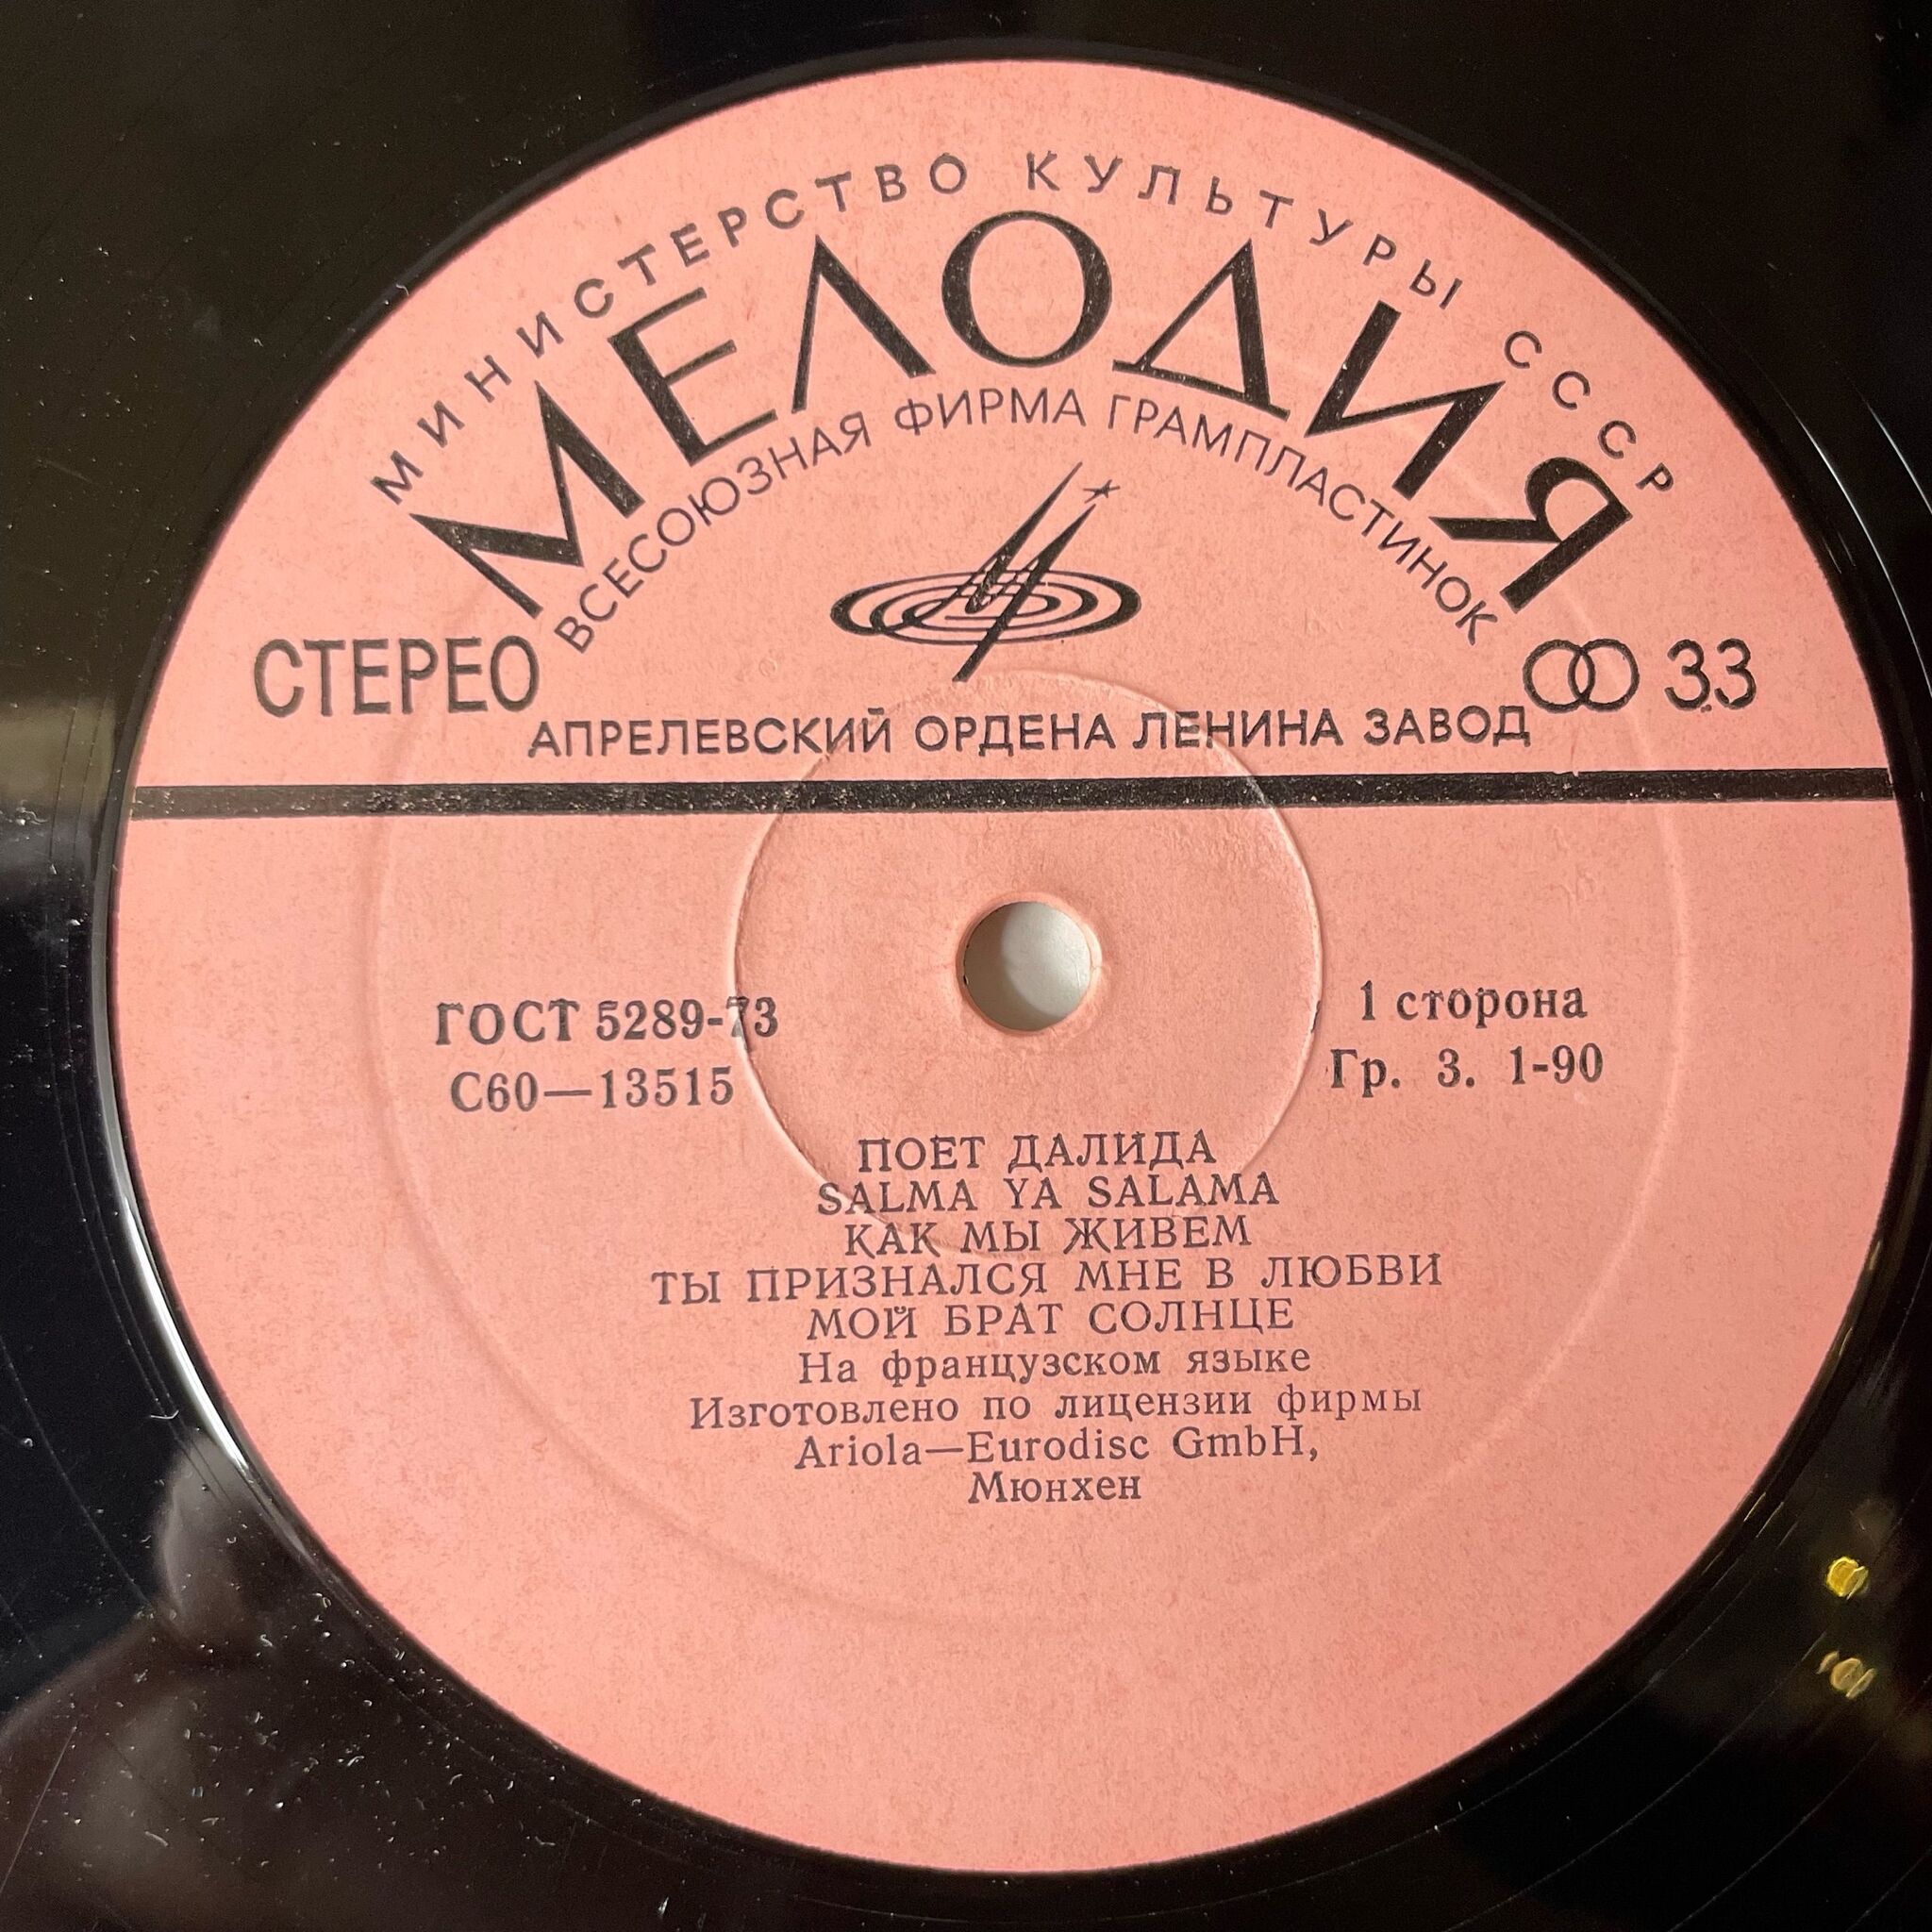 МИНИСТЕРСТВО КУЛЬТУРЫ СССР
МЕЛОДИЯ
ВСЕСОЮЗНАЯ ФИРМА ГРАМПЛАСТИНОК
СТЕРЕО
33
АПРЕЛЕВСКИЙ ОРДЕНА ЛЕНИНА ЗАВОД
ГОСТ 5289-73
С60—13515
1 сторона
Гр. 3. 1-90
ПОЕТ ДАЛИДА
SALMA YA SALAMA
КАК МЫ ЖИВЕМ
ТЫ ПРИЗНАЛСЯ МНЕ В ЛЮБВИ
МОЙ БРАТ СОЛНЦЕ
На французском языке
Изготовлено по лицензии фирмы
Ariola—Eurodisc GmbH,
Мюнхен